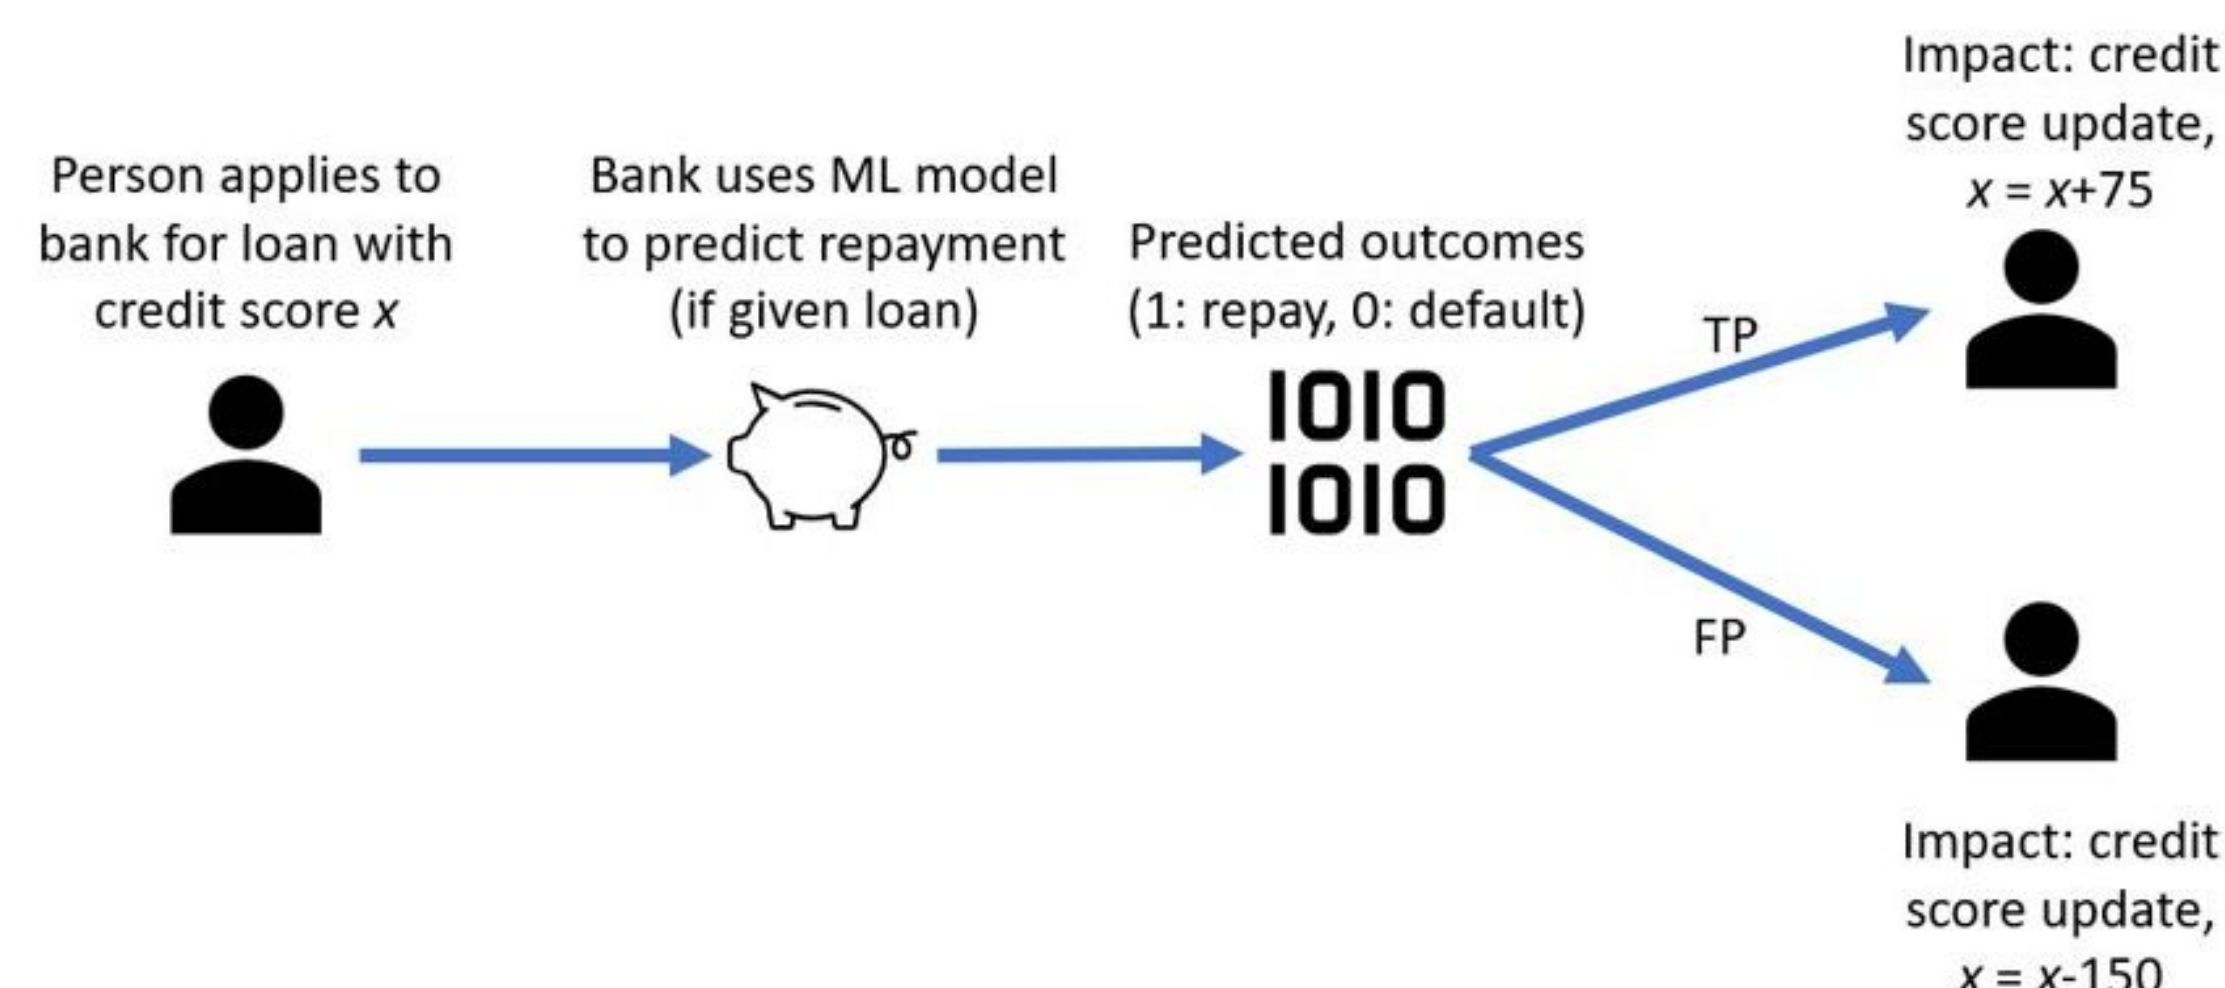 Person applies to
bank for loan with
credit score x
Bank uses ML model
to predict repayment
(if given loan)
Predicted outcomes
(1: repay, 0: default)
1010
1010
TP
FP
Impact: credit
score update,
x = x+75
Impact: credit
score update,
x = x-150